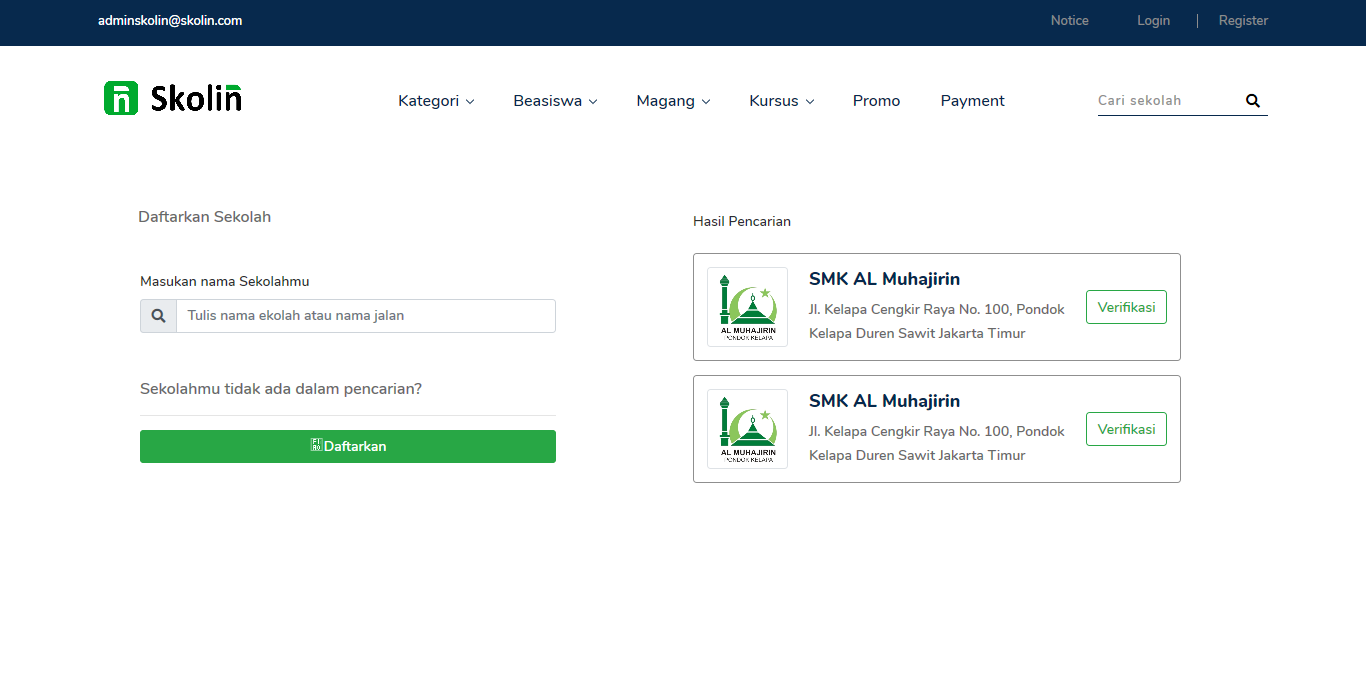 adminskolin@skolin.com
Notice
Login
Register
Skolin
Kategori
Beasiswa
Magang
Kursus
Promo
Payment
Cari sekolah
Daftarkan Sekolah
Masukan nama Sekolahmu
Tulis nama ekolah atau nama jalan
Sekolahmu tidak ada dalam pencarian?
Daftarkan
Hasil Pencarian
AL MUHAJIRIN
PONDOK KELAPA
SMK AL Muhajirin
Jl. Kelapa Cengkir Raya No. 100, Pondok
Kelapa Duren Sawit Jakarta Timur
Verifikasi
AL MUHAJIRIN
PONDOK KELAPA
SMK AL Muhajirin
Jl. Kelapa Cengkir Raya No. 100, Pondok
Kelapa Duren Sawit Jakarta Timur
Verifikasi